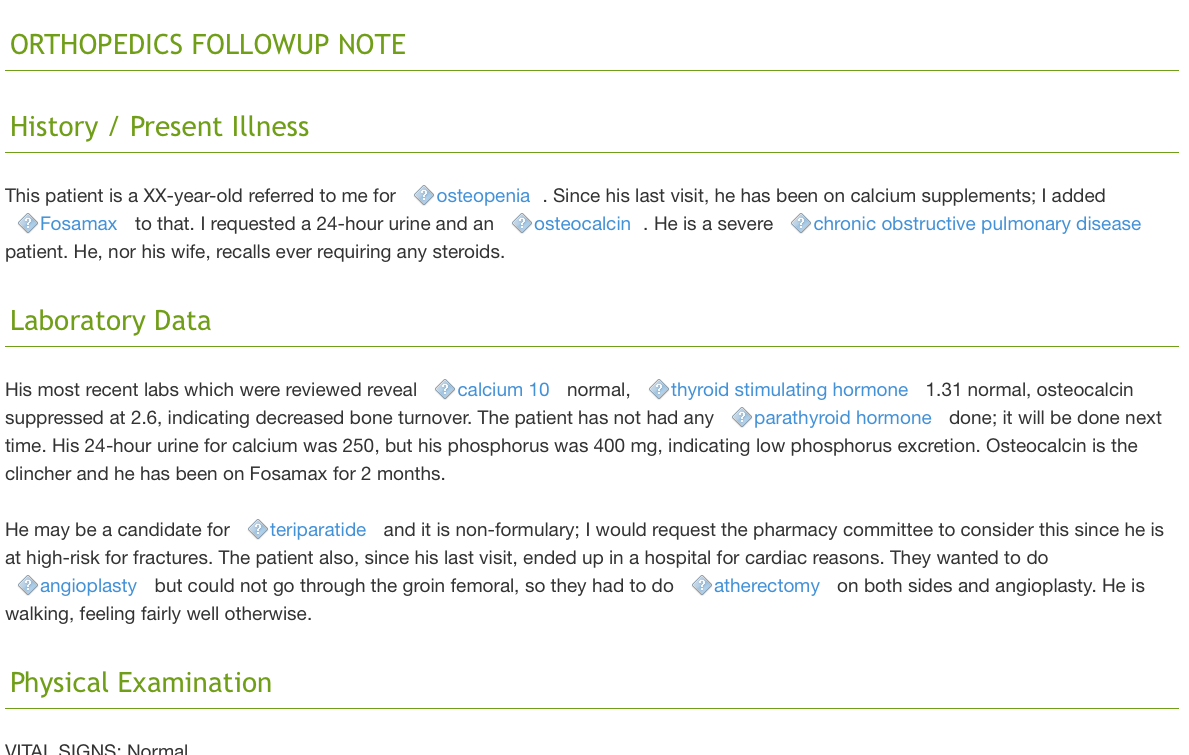 ORTHOPEDICS FOLLOWUP NOTE
History / Present Illness
This patient is a XX-year-old referred to me for osteopenia . Since his last visit, he has been on calcium supplements; I added
Fosamax to that. I requested a 24-hour urine and an osteocalcin . He is a severe chronic obstructive pulmonary disease
patient. He, nor his wife, recalls ever requiring any steroids.
Laboratory Data
His most recent labs which were reviewed reveal calcium 10 normal, thyroid stimulating hormone 1.31 normal, osteocalcin
suppressed at 2.6, indicating decreased bone turnover. The patient has not had any parathyroid hormone done; it will be done next
time. His 24-hour urine for calcium was 250, but his phosphorus was 400 mg, indicating low phosphorus excretion. Osteocalcin is the
clincher and he has been on Fosamax for 2 months.
He may be a candidate for teriparatide and it is non-formulary; I would request the pharmacy committee to consider this since he is
at high-risk for fractures. The patient also, since his last visit, ended up in a hospital for cardiac reasons. They wanted to do
angioplasty but could not go through the groin femoral, so they had to do atherectomy on both sides and angioplasty. He is
walking, feeling fairly well otherwise.
Physical Examination
VITAL SIGNS: Normal